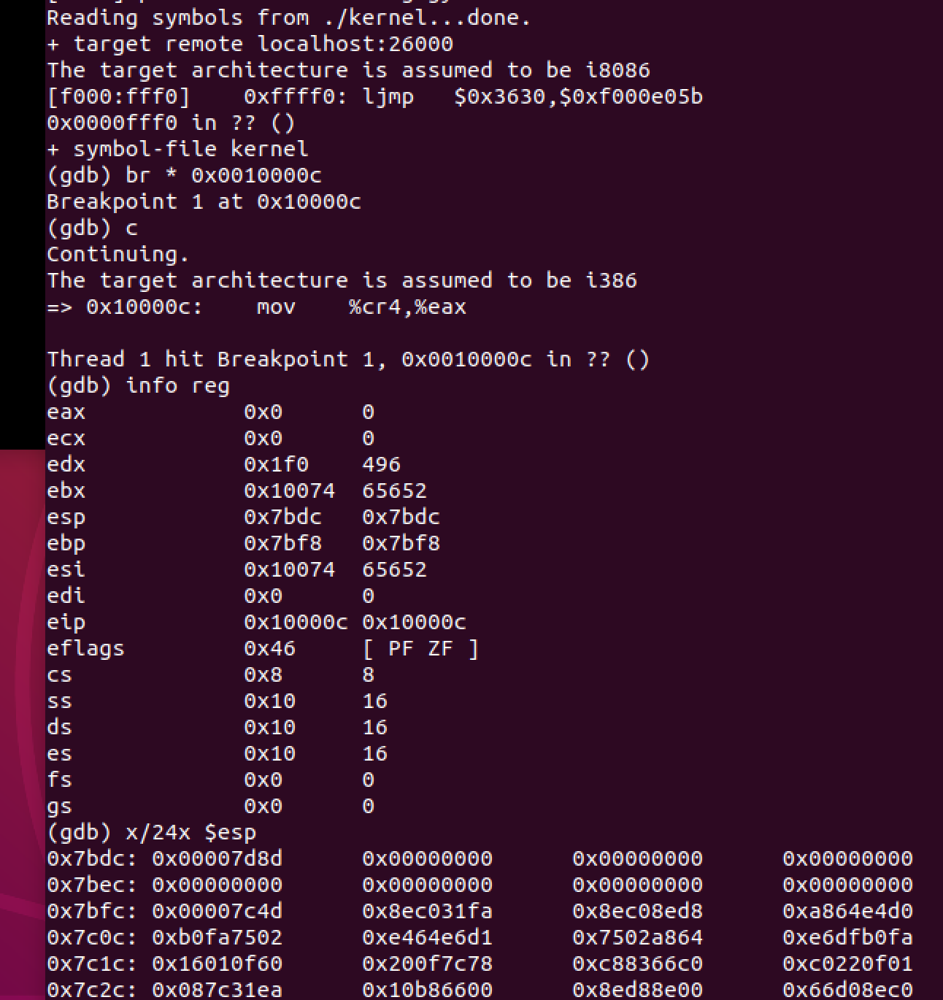 Reading symbols from ./kernel...done.
+ target remote localhost:26000
The target architecture is assumed to be i8086
[f000:fff0]    0xffff0: ljmp   $0x3630,$0xf000e05b
0x0000fff0 in ?? ()
+ symbol-file kernel
(gdb) br * 0x0010000c
Breakpoint 1 at 0x10000c
(gdb) c
Continuing.
The target architecture is assumed to be i386
=> 0x10000c:    mov    %cr4,%eax
Thread 1 hit Breakpoint 1, 0x0010000c in ?? ()
(gdb) info reg
eax            0x0      0
ecx            0x0      0
edx            0x1f0    496
ebx            0x10074  65652
esp            0x7bdc   0x7bdc
ebp            0x7bf8   0x7bf8
esi            0x10074  65652
edi            0x0      0
eip            0x10000c 0x10000c
eflags         0x46     [ PF ZF ]
cs             0x8      8
ss             0x10     16
ds             0x10     16
es             0x10     16
fs             0x0      0
gs             0x0      0
(gdb) x/24x $esp
0x7bdc: 0x00007d8d      0x00000000      0x00000000      0x00000000
0x7bec: 0x00000000      0x00000000      0x00000000      0x00000000
0x7bfc: 0x00007c4d      0x8ec031fa      0x8ec08ed8      0xa864e4d0
0x7c0c: 0xb0fa7502      0xe464e6d1      0x7502a864      0xe6dfb0fa
0x7c1c: 0x16010f60      0x200f7c78      0xc88366c0      0xc0220f01
0x7c2c: 0x087c31ea      0x10b86600      0x8ed88e00      0x66d08ec0